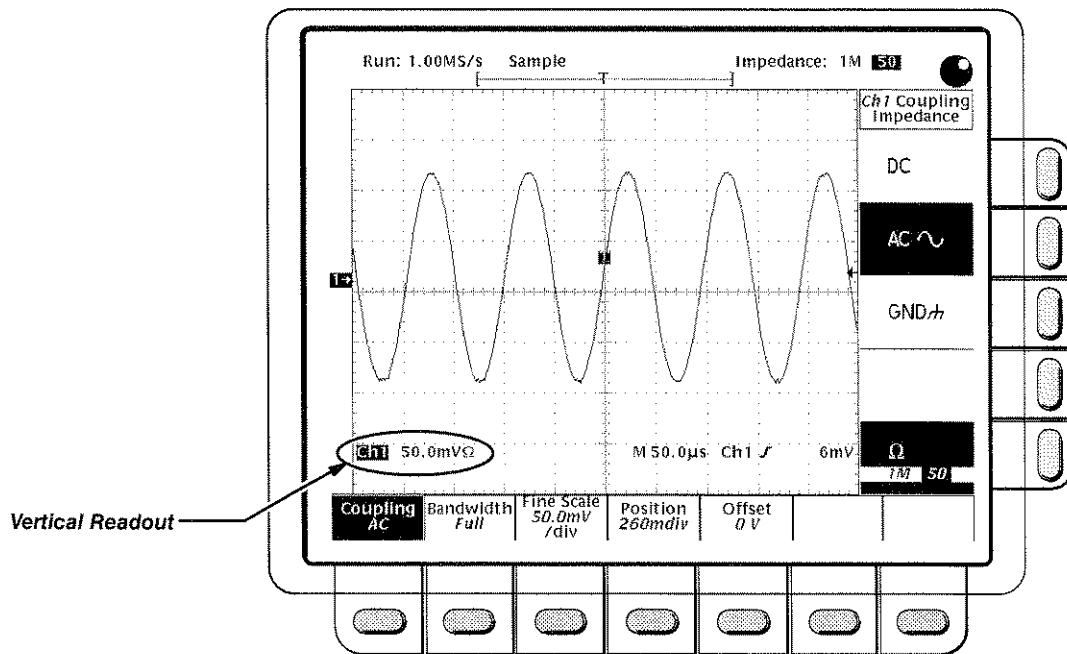 Run: 1.00MS/s Sample Impedance: 1M 50
[ T ]
Ch1 Coupling
Impedance
DC
AC
GND
1→
Ch1 50.0mVΩ M 50.0µs Ch1 6mV
Ω
1M 50
Vertical Readout
Coupling
AC
Bandwidth
Full
Fine Scale
50.0mV
/div
Position
260mdiv
Offset
0 V